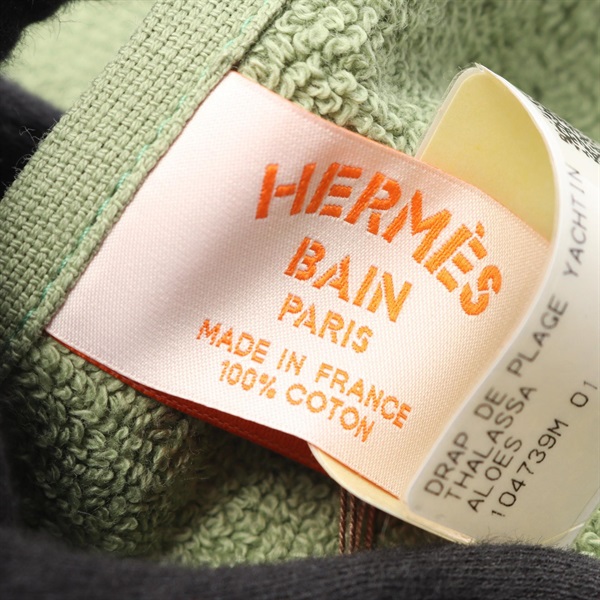 HERMÈS
BAIN
PARIS
MADE IN FRANCE
100% COTON
DRAP DE PLAGE YACHTIN
THALASSA
ALOES
104739M 01